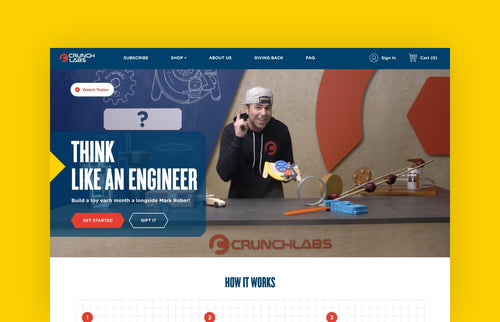 CRUNCH
LABS
SUBSCRIBE
SHOP
ABOUT US
GIVING BACK
FAQ
Sign In
Cart (0)
Watch Trailer
?
THINK
LIKE AN ENGINEER
Build a toy each month a longside Mark Rober!
GET STARTED
GIFT IT
CRUNCHLABS
HOW IT WORKS
1
2
3